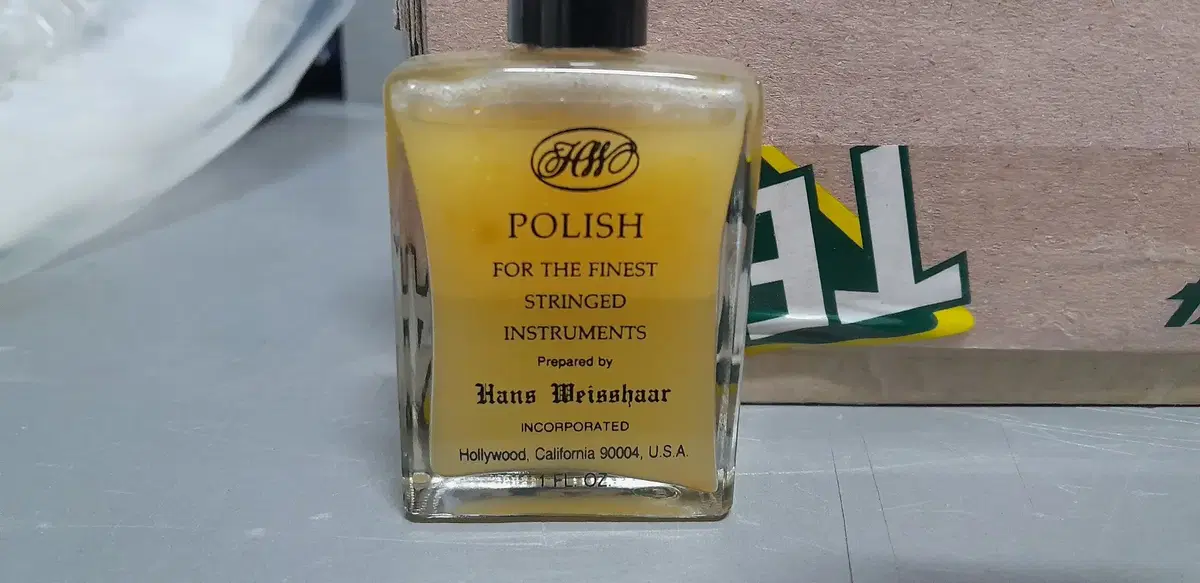 HW
POLISH
FOR THE FINEST
STRINGED
INSTRUMENTS
Prepared by
Hans Weisshaar
INCORPORATED
Hollywood, California 90004, U.S.A.
1 FL. OZ.